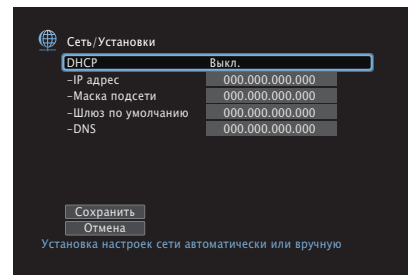 Сеть/Установки
DHCP Выкл.
–IP адрес 000.000.000.000
–Маска подсети 000.000.000.000
–Шлюз по умолчанию 000.000.000.000
–DNS 000.000.000.000
Сохранить
Отмена
Установка настроек сети автоматически или вручную